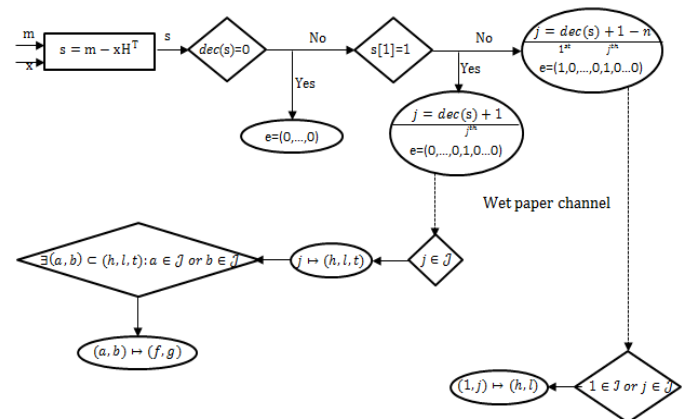 m
x
s = m − xHᵀ
s
dec(s)=0
No
Yes
e=(0,...,0)
s[1]=1
No
Yes
j = dec(s) + 1 − n
1ˢᵗ jᵗʰ
e=(1,0,...,0,1,0...0)
j = dec(s) + 1
jᵗʰ
e=(0,...,0,1,0...0)
Wet paper channel
∃(a, b) ⊂ (h, l, t): a ∈ 𝒥 or b ∈ 𝒥
j ↦ (h, l, t)
j ∈ 𝒥
(a, b) ↦ (f, g)
(1, j) ↦ (h, l)
1 ∈ 𝒥 or j ∈ 𝒥